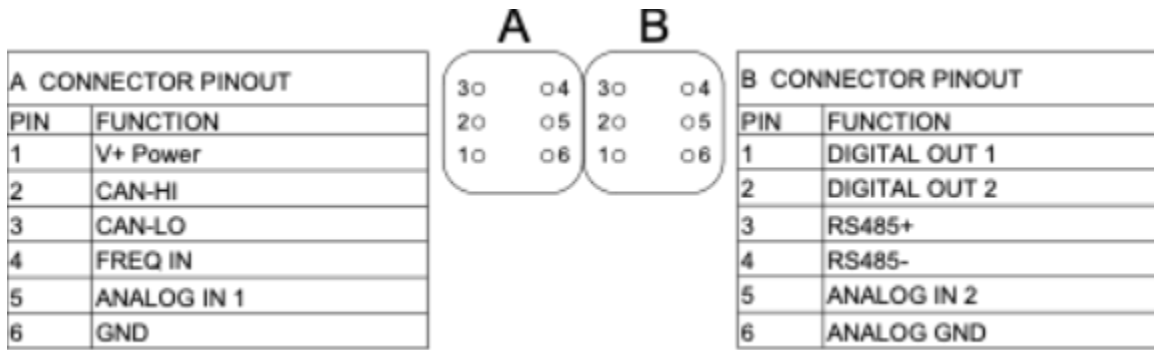 A B
A CONNECTOR PINOUT
PIN FUNCTION
1 V+ Power
2 CAN-HI
3 CAN-LO
4 FREQ IN
5 ANALOG IN 1
6 GND
3 4 3 4
2 5 2 5
1 6 1 6
B CONNECTOR PINOUT
PIN FUNCTION
1 DIGITAL OUT 1
2 DIGITAL OUT 2
3 RS485+
4 RS485-
5 ANALOG IN 2
6 ANALOG GND